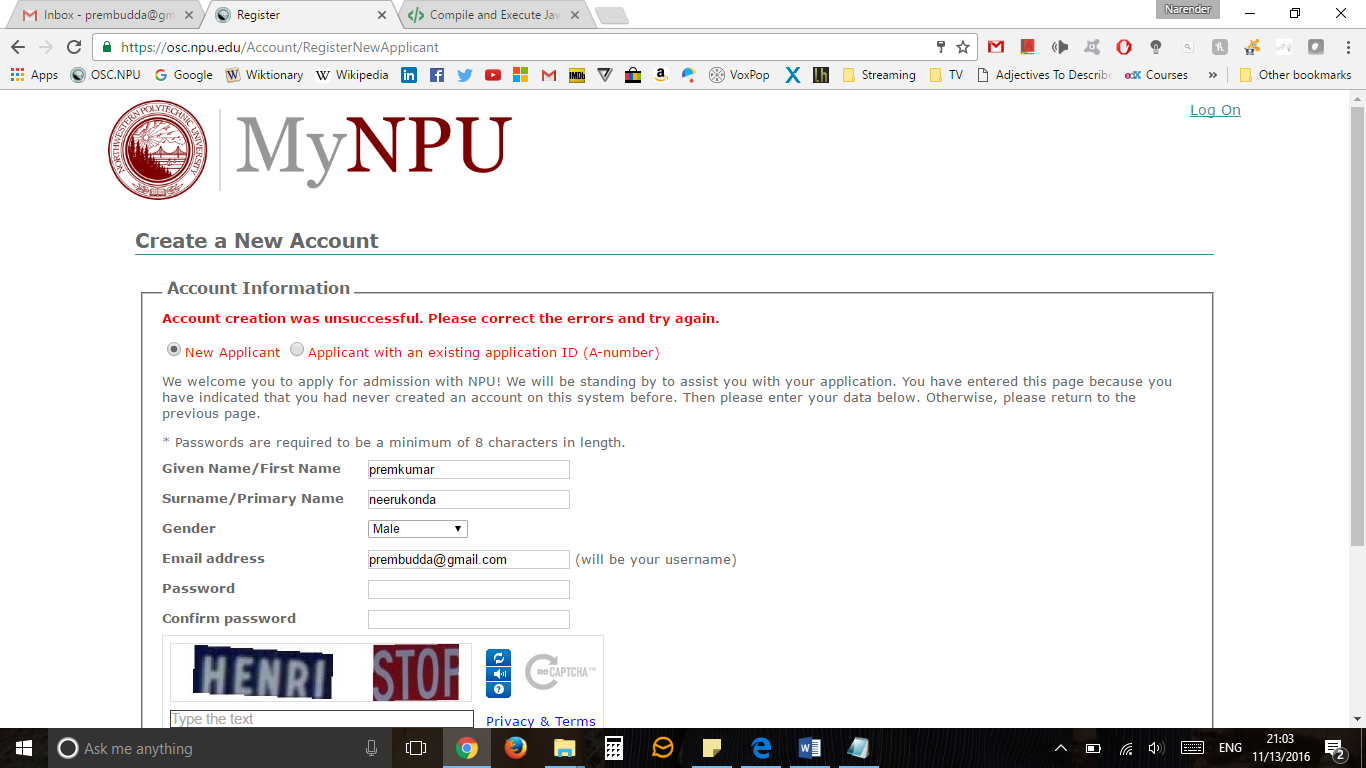 Inbox - prembudda@gm
Register
Compile and Execute Jav
Narender
https://osc.npu.edu/Account/RegisterNewApplicant
Apps
OSC.NPU
Google
Wiktionary
Wikipedia
IMDb
VoxPop
Streaming
TV
Adjectives To Describe
edX Courses
»
Other bookmarks
NORTHWESTERN POLYTECHNIC UNIVERSITY
MyNPU
Log On
Create a New Account
Account Information
Account creation was unsuccessful. Please correct the errors and try again.
New Applicant Applicant with an existing application ID (A-number)
We welcome you to apply for admission with NPU! We will be standing by to assist you with your application. You have entered this page because you
have indicated that you had never created an account on this system before. Then please enter your data below. Otherwise, please return to the
previous page.
* Passwords are required to be a minimum of 8 characters in length.
Given Name/First Name premkumar
Surname/Primary Name neerukonda
Gender Male
Email address prembudda@gmail.com (will be your username)
Password
Confirm password
HENRI STOP
reCAPTCHA™
Type the text
Privacy & Terms
Ask me anything
ENG
21:03
11/13/2016
2